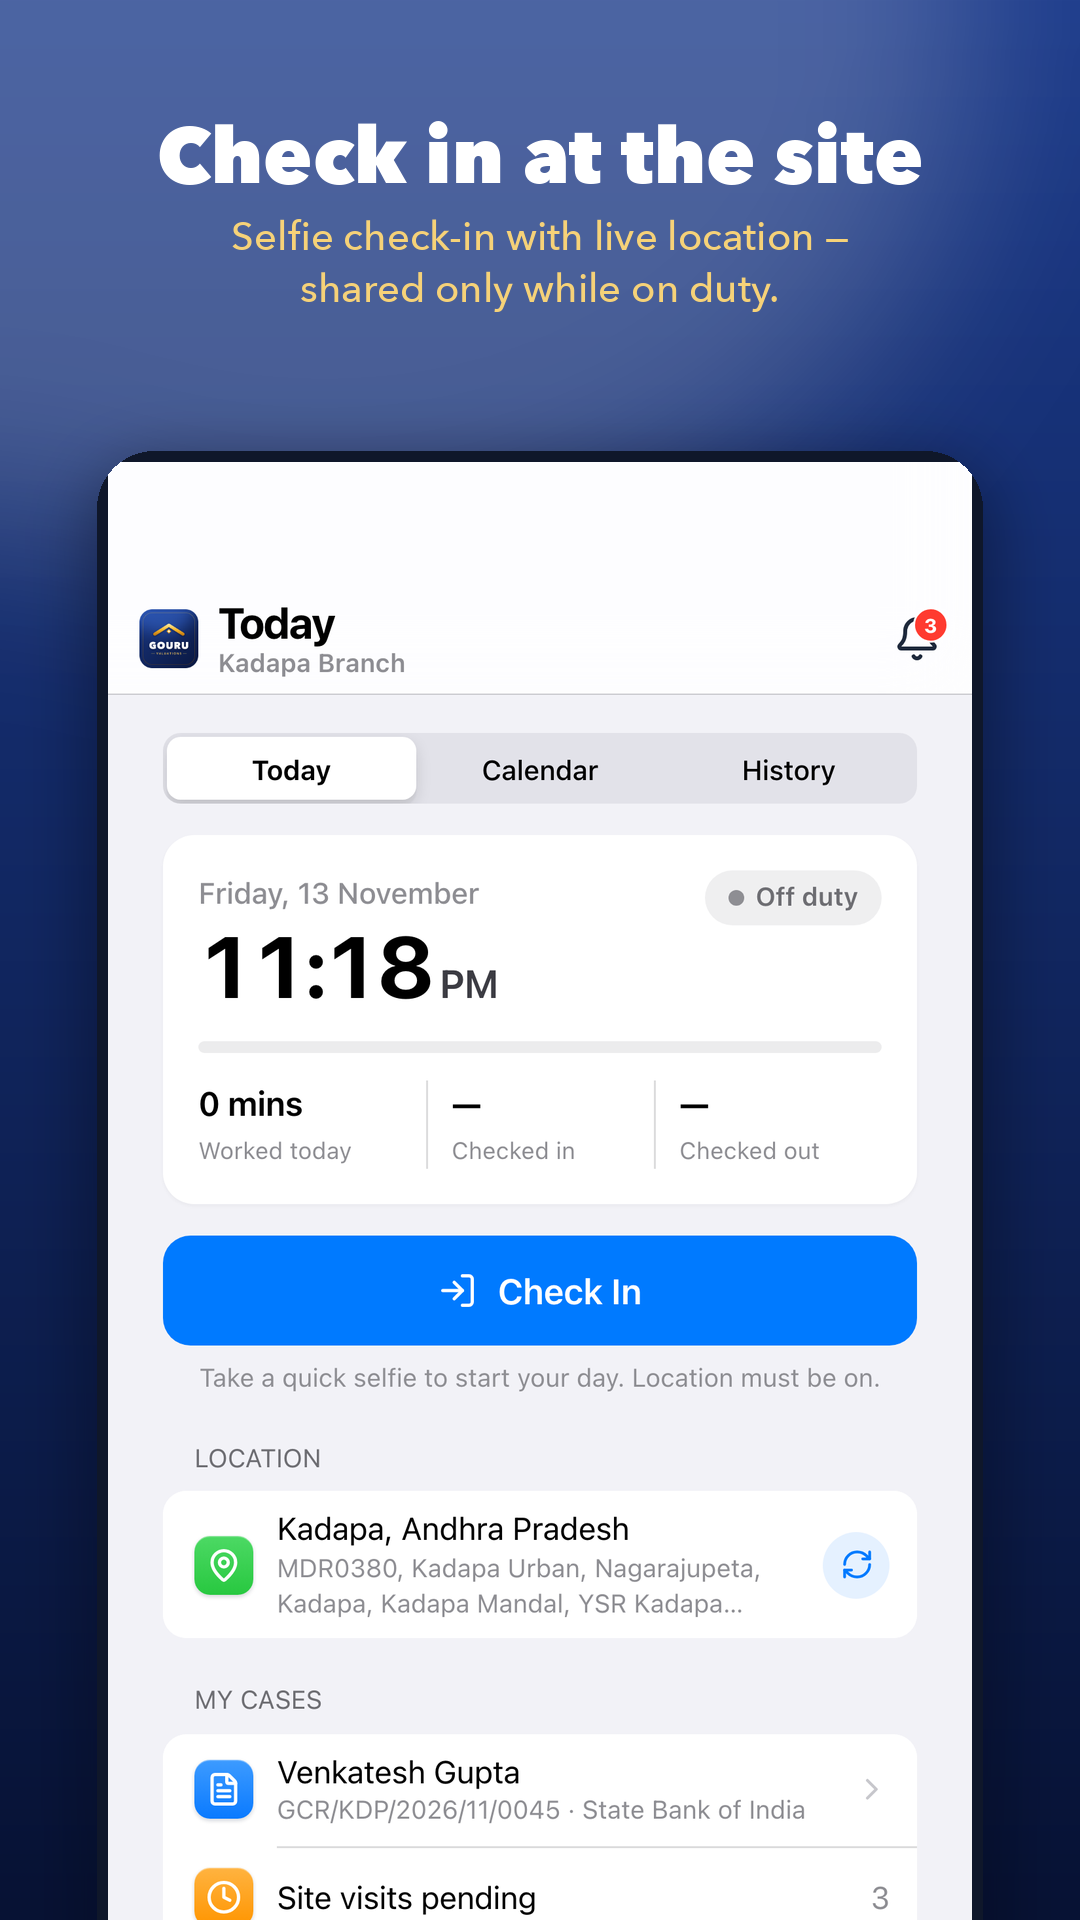 Check in at the site
Selfie check-in with live location –
shared only while on duty.
GOURU
Today
Kadapa Branch
3
Today
Calendar
History
Friday, 13 November
Off duty
11:18 PM
0 mins
—
—
Worked today
Checked in
Checked out
Check In
Take a quick selfie to start your day. Location must be on.
LOCATION
Kadapa, Andhra Pradesh
MDR0380, Kadapa Urban, Nagarajupeta,
Kadapa, Kadapa Mandal, YSR Kadapa...
MY CASES
Venkatesh Gupta
GCR/KDP/2026/11/0045 · State Bank of India
Site visits pending
3